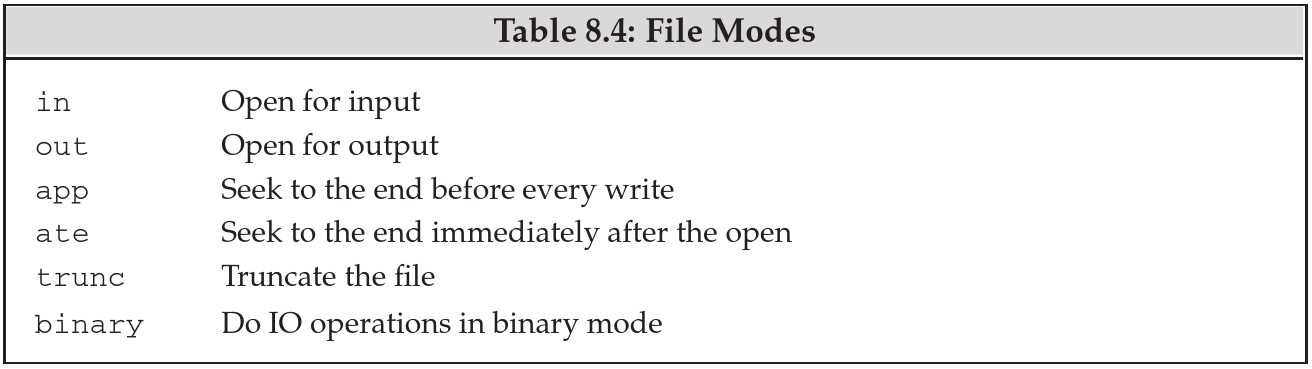 Table 8.4: File Modes
in Open for input
out Open for output
app Seek to the end before every write
ate Seek to the end immediately after the open
trunc Truncate the file
binary Do IO operations in binary mode